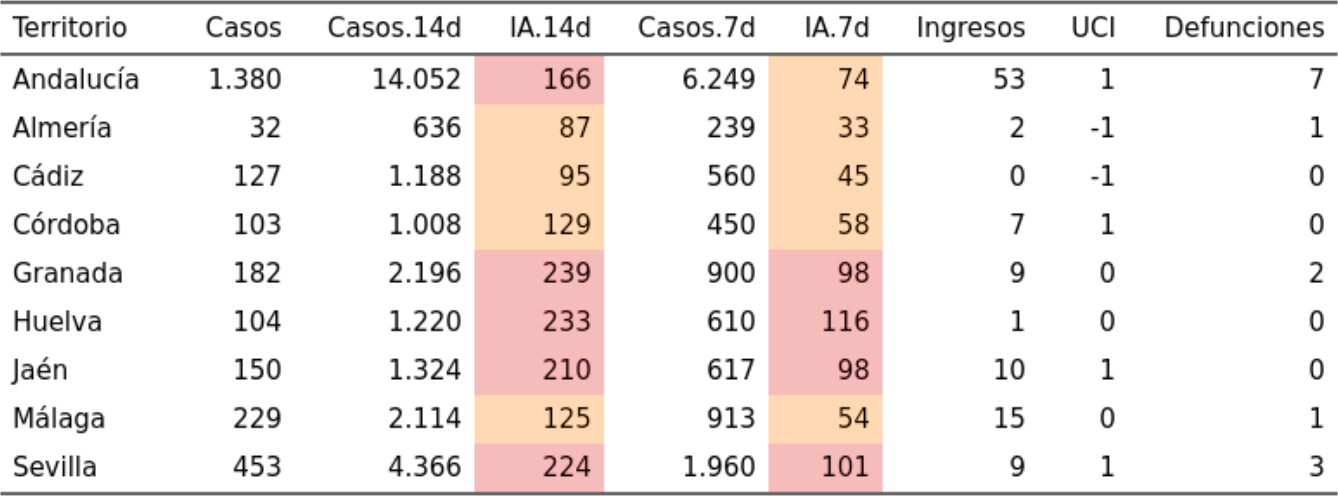 Territorio Casos Casos.14d IA.14d Casos.7d IA.7d Ingresos UCI Defunciones
Andalucía 1.380 14.052 166 6.249 74 53 1 7
Almería 32 636 87 239 33 2 -1 1
Cádiz 127 1.188 95 560 45 0 -1 0
Córdoba 103 1.008 129 450 58 7 1 0
Granada 182 2.196 239 900 98 9 0 2
Huelva 104 1.220 233 610 116 1 0 0
Jaén 150 1.324 210 617 98 10 1 0
Málaga 229 2.114 125 913 54 15 0 1
Sevilla 453 4.366 224 1.960 101 9 1 3